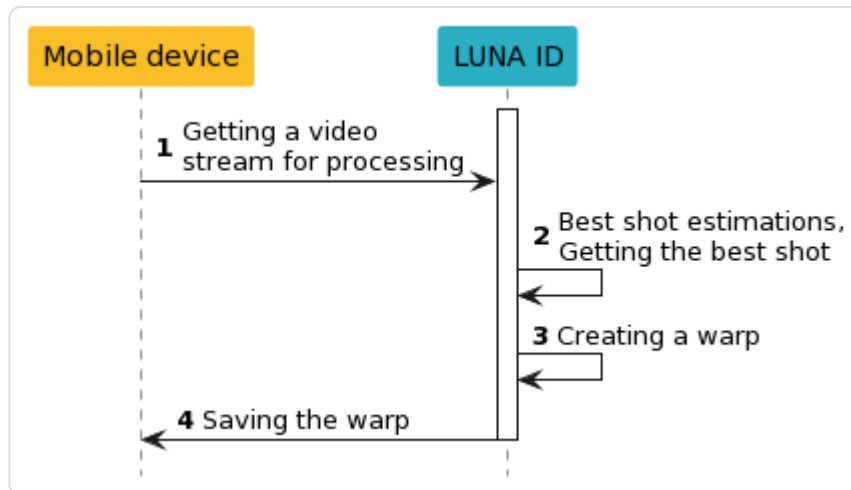 Mobile device
LUNA ID
1 Getting a video
stream for processing
2 Best shot estimations,
Getting the best shot
3 Creating a warp
4 Saving the warp